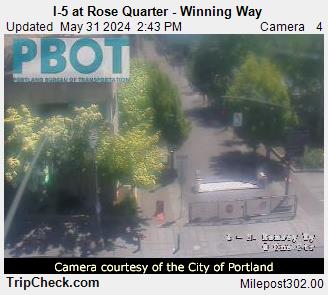 I-5 at Rose Quarter - Winning Way
Updated May 31 2024 2:43 PM Camera 4
PBOT
PORTLAND BUREAU OF TRANSPORTATION
Camera courtesy of the City of Portland
TripCheck.com Milepost302.00